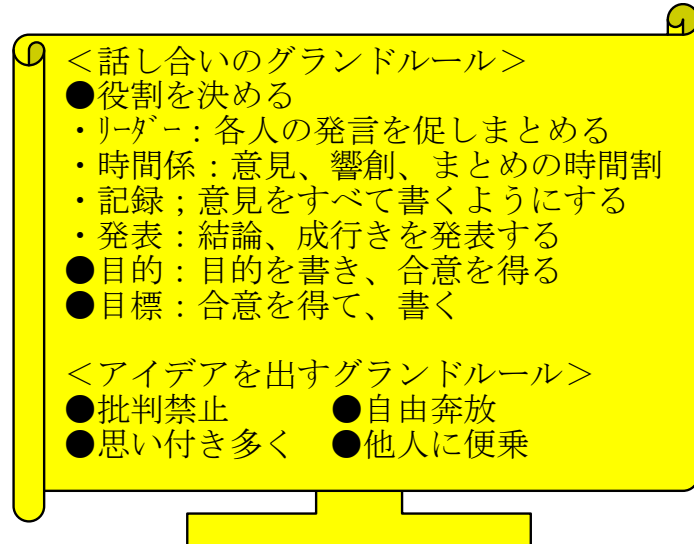 ＜話し合いのグランドルール＞
●役割を決める
・ﾘｰﾀﾞｰ：各人の発言を促しまとめる
・時間係：意見、響創、まとめの時間割
・記録；意見をすべて書くようにする
・発表：結論、成行きを発表する
●目的：目的を書き、合意を得る
●目標：合意を得て、書く
＜アイデアを出すグランドルール＞
●批判禁止　　　●自由奔放
●思い付き多く　●他人に便乗